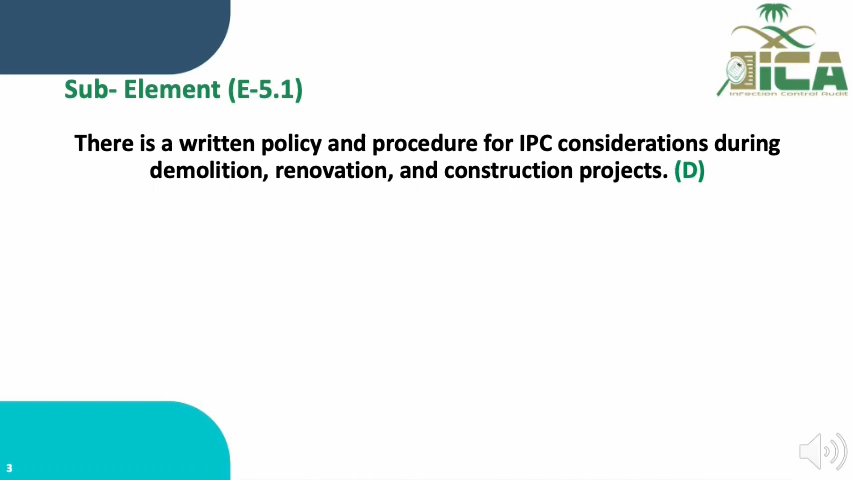 iCA
Infection Control Audit
Sub- Element (E-5.1)
There is a written policy and procedure for IPC considerations during
demolition, renovation, and construction projects. (D)
3